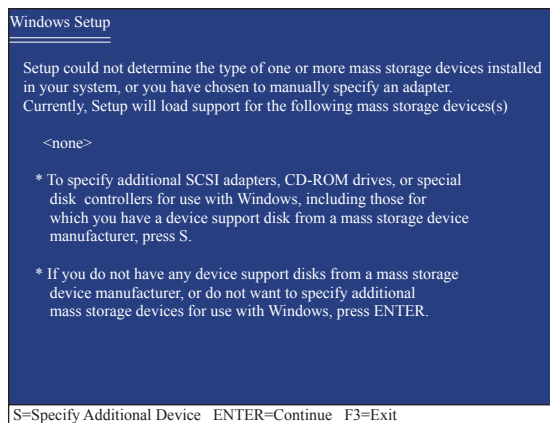 Windows Setup
Setup could not determine the type of one or more mass storage devices installed
in your system, or you have chosen to manually specify an adapter.
Currently, Setup will load support for the following mass storage devices(s)
<none>
* To specify additional SCSI adapters, CD-ROM drives, or special
disk controllers for use with Windows, including those for
which you have a device support disk from a mass storage device
manufacturer, press S.
* If you do not have any device support disks from a mass storage
device manufacturer, or do not want to specify additional
mass storage devices for use with Windows, press ENTER.
S=Specify Additional Device ENTER=Continue F3=Exit